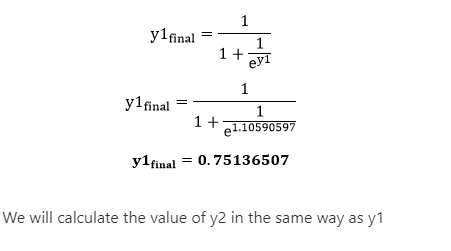 y1final = 1 / (1 + 1 / e^y1)
y1final = 1 / (1 + 1 / e^1.10590597)
y1final = 0.75136507
We will calculate the value of y2 in the same way as y1